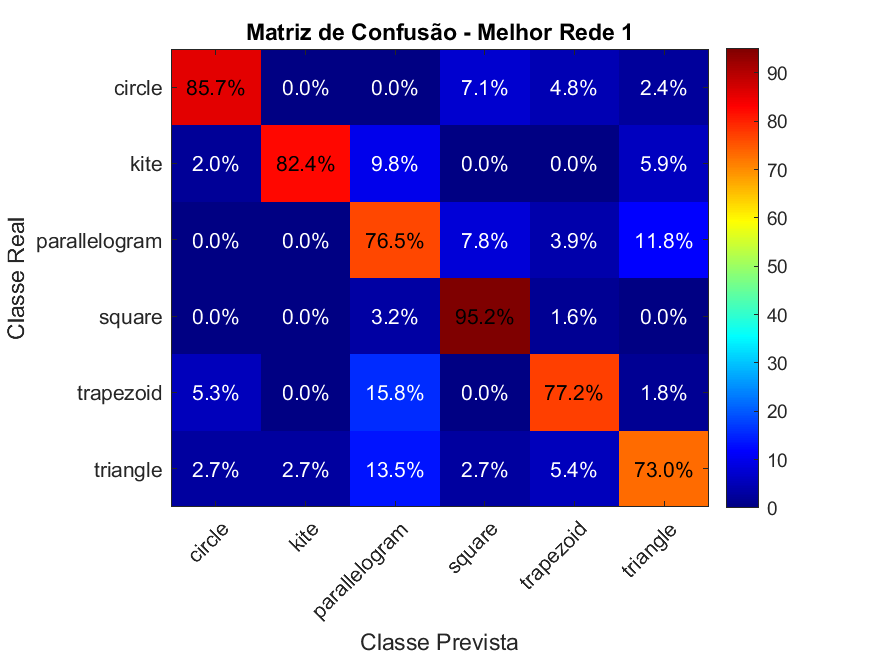 Matriz de Confusão - Melhor Rede 1
circle 85.7% 0.0% 0.0% 7.1% 4.8% 2.4%
kite 2.0% 82.4% 9.8% 0.0% 0.0% 5.9%
parallelogram 0.0% 0.0% 76.5% 7.8% 3.9% 11.8%
square 0.0% 0.0% 3.2% 95.2% 1.6% 0.0%
trapezoid 5.3% 0.0% 15.8% 0.0% 77.2% 1.8%
triangle 2.7% 2.7% 13.5% 2.7% 5.4% 73.0%
circle kite parallelogram square trapezoid triangle
Classe Prevista
Classe Real
90
80
70
60
50
40
30
20
10
0